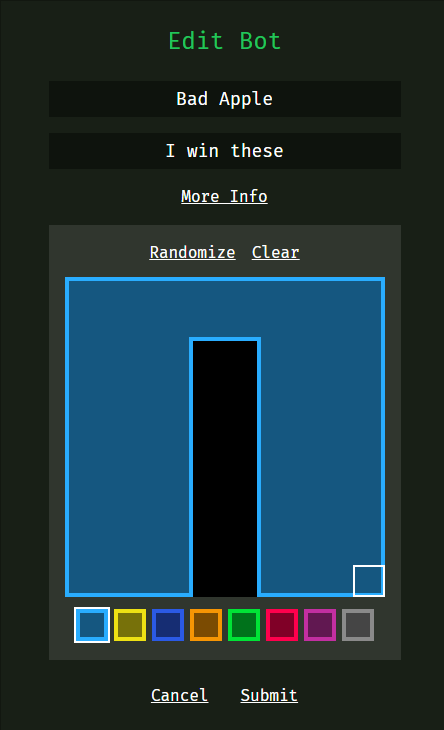 Edit Bot
Bad Apple
I win these
More Info
Randomize Clear
Cancel Submit